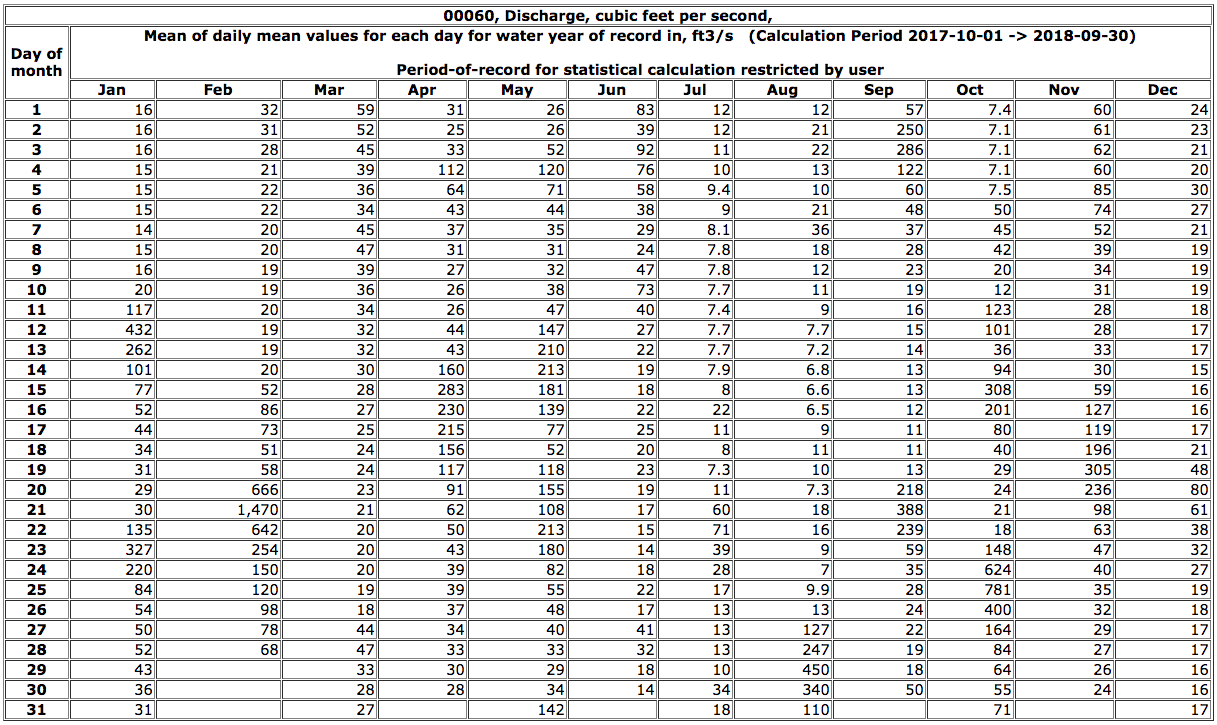 00060, Discharge, cubic feet per second,
Day of month Mean of daily mean values for each day for water year of record in, ft3/s (Calculation Period 2017-10-01 -> 2018-09-30)
Period-of-record for statistical calculation restricted by user
Jan Feb Mar Apr May Jun Jul Aug Sep Oct Nov Dec
1 16 32 59 31 26 83 12 12 57 7.4 60 24
2 16 31 52 25 26 39 12 21 250 7.1 61 23
3 16 28 45 33 52 92 11 22 286 7.1 62 21
4 15 21 39 112 120 76 10 13 122 7.1 60 20
5 15 22 36 64 71 58 9.4 10 60 7.5 85 30
6 15 22 34 43 44 38 9 21 48 50 74 27
7 14 20 45 37 35 29 8.1 36 37 45 52 21
8 15 20 47 31 31 24 7.8 18 28 42 39 19
9 16 19 39 27 32 47 7.8 12 23 20 34 19
10 20 19 36 26 38 73 7.7 11 19 12 31 19
11 117 20 34 26 47 40 7.4 9 16 123 28 18
12 432 19 32 44 147 27 7.7 7.7 15 101 28 17
13 262 19 32 43 210 22 7.7 7.2 14 36 33 17
14 101 20 30 160 213 19 7.9 6.8 13 94 30 15
15 77 52 28 283 181 18 8 6.6 13 308 59 16
16 52 86 27 230 139 22 22 6.5 12 201 127 16
17 44 73 25 215 77 25 11 9 11 80 119 17
18 34 51 24 156 52 20 8 11 11 40 196 21
19 31 58 24 117 118 23 7.3 10 13 29 305 48
20 29 666 23 91 155 19 11 7.3 218 24 236 80
21 30 1,470 21 62 108 17 60 18 388 21 98 61
22 135 642 20 50 213 15 71 16 239 18 63 38
23 327 254 20 43 180 14 39 9 59 148 47 32
24 220 150 20 39 82 18 28 7 35 624 40 27
25 84 120 19 39 55 22 17 9.9 28 781 35 19
26 54 98 18 37 48 17 13 13 24 400 32 18
27 50 78 44 34 40 41 13 127 22 164 29 17
28 52 68 47 33 33 32 13 247 19 84 27 17
29 43 33 30 29 18 10 450 18 64 26 16
30 36 28 28 34 14 34 340 50 55 24 16
31 31 27 142 18 110 71 17